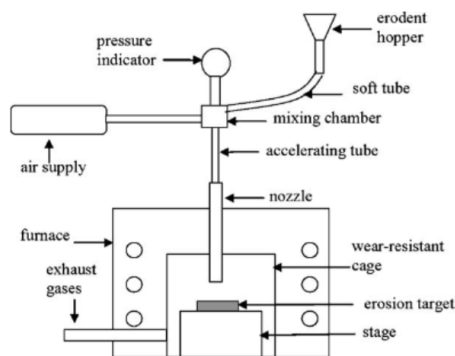 erodent
hopper
pressure
indicator
soft tube
mixing chamber
air supply
accelerating tube
nozzle
furnace
wear-resistant
cage
exhaust
gases
erosion target
stage